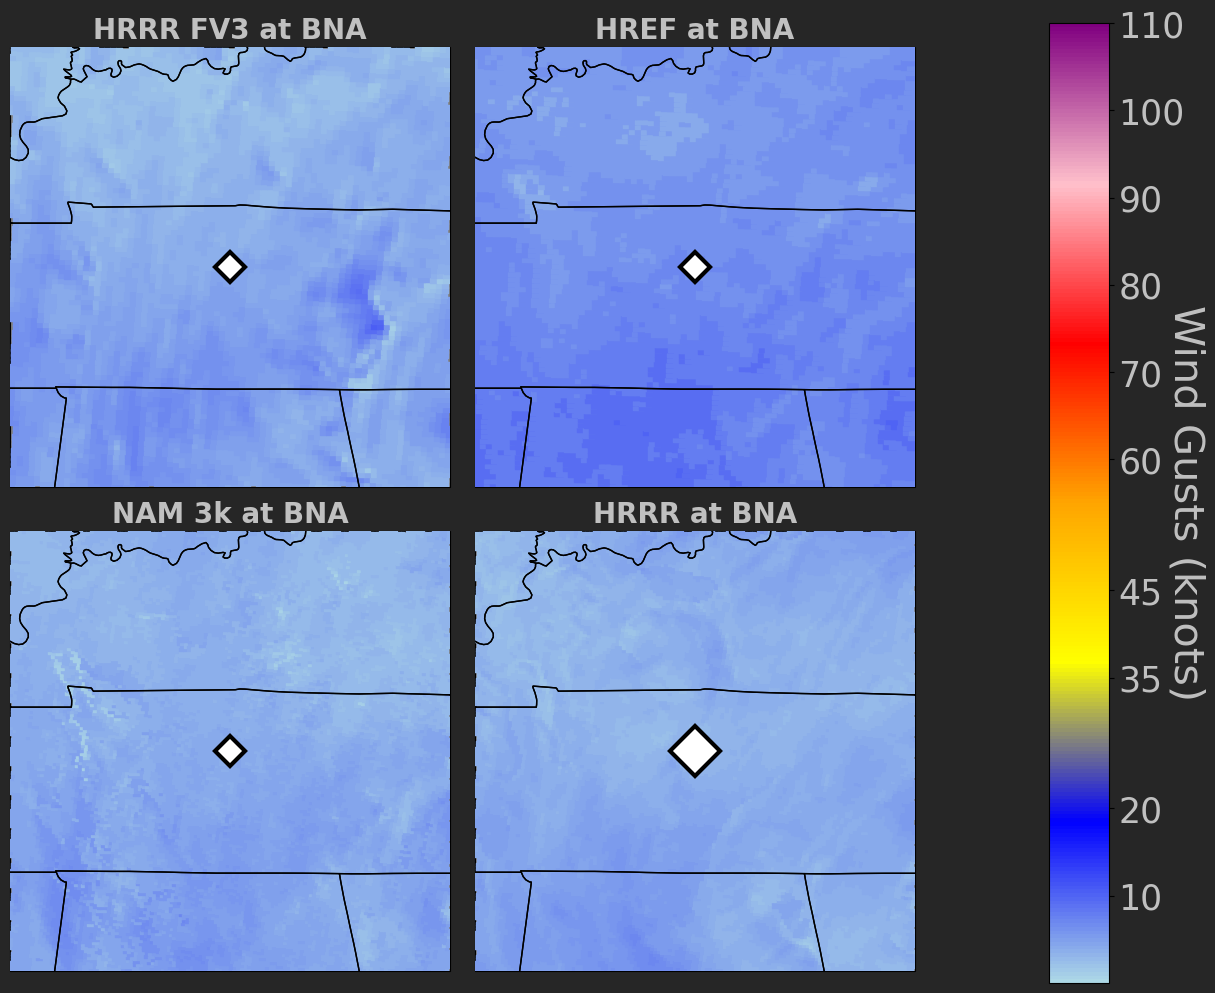 HRRR FV3 at BNA
HREF at BNA
NAM 3k at BNA
HRRR at BNA
110
100
90
80
70
60
45
35
20
10
Wind Gusts (knots)